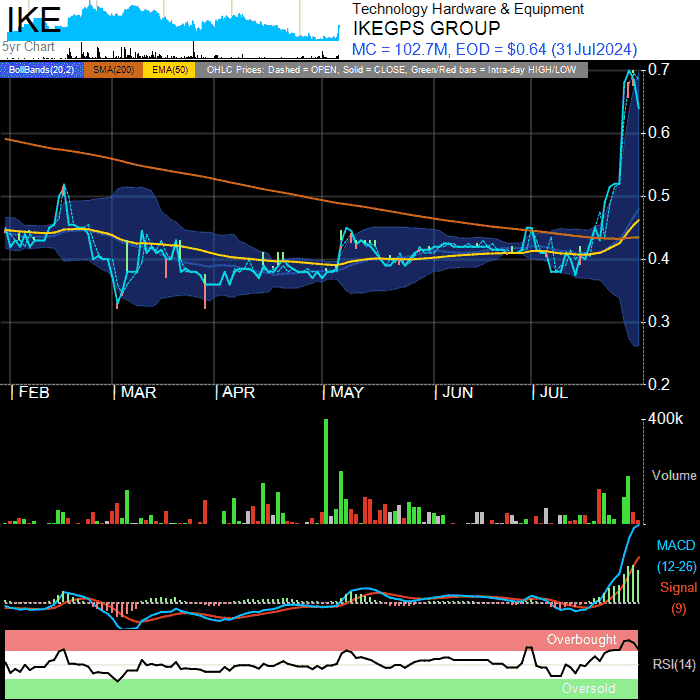 IKE
5yr Chart
Technology Hardware & Equipment
IKEGPS GROUP
MC = 102.7M, EOD = $0.64 (31Jul2024)
BollBands(20,2) SMA(200) EMA(50) OHLC Prices: Dashed = OPEN, Solid = CLOSE, Green/Red bars = Intra-day HIGH/LOW
0.7
0.6
0.5
0.4
0.3
0.2
| FEB | MAR | APR | MAY | JUN | JUL
400k
Volume
MACD
(12-26)
Signal
(9)
Overbought
RSI(14)
Oversold